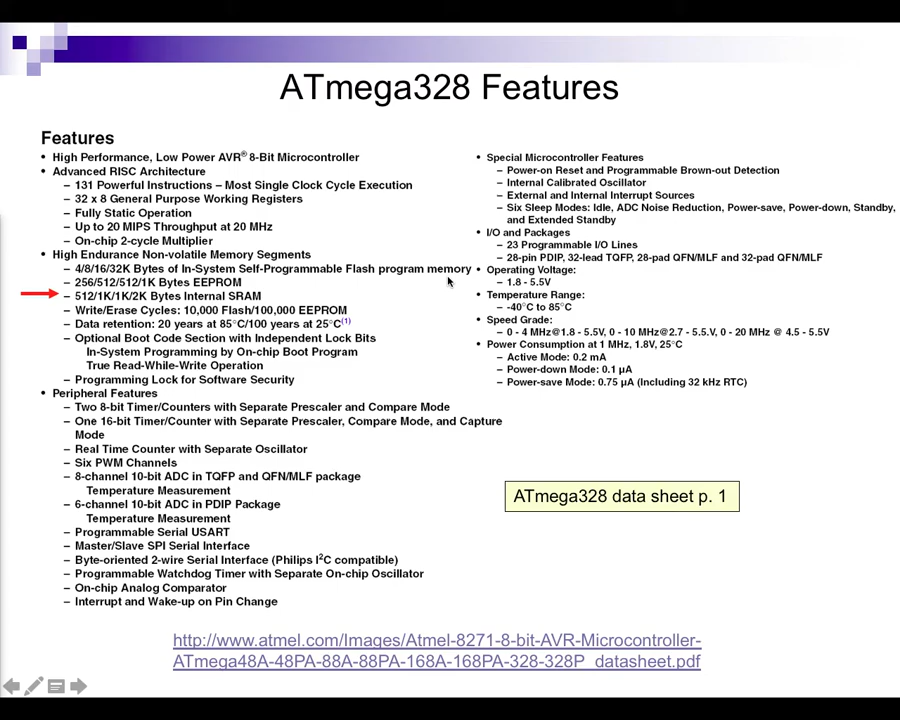 ATmega328 Features
Features
• High Performance, Low Power AVR® 8-Bit Microcontroller
• Advanced RISC Architecture
– 131 Powerful Instructions – Most Single Clock Cycle Execution
– 32 x 8 General Purpose Working Registers
– Fully Static Operation
– Up to 20 MIPS Throughput at 20 MHz
– On-chip 2-cycle Multiplier
• High Endurance Non-volatile Memory Segments
– 4/8/16/32K Bytes of In-System Self-Programmable Flash program memory
– 256/512/512/1K Bytes EEPROM
– 512/1K/1K/2K Bytes Internal SRAM
– Write/Erase Cycles: 10,000 Flash/100,000 EEPROM
– Data retention: 20 years at 85°C/100 years at 25°C(1)
– Optional Boot Code Section with Independent Lock Bits
In-System Programming by On-chip Boot Program
True Read-While-Write Operation
– Programming Lock for Software Security
• Peripheral Features
– Two 8-bit Timer/Counters with Separate Prescaler and Compare Mode
– One 16-bit Timer/Counter with Separate Prescaler, Compare Mode, and Capture
Mode
– Real Time Counter with Separate Oscillator
– Six PWM Channels
– 8-channel 10-bit ADC in TQFP and QFN/MLF package
Temperature Measurement
– 6-channel 10-bit ADC in PDIP Package
Temperature Measurement
– Programmable Serial USART
– Master/Slave SPI Serial Interface
– Byte-oriented 2-wire Serial Interface (Philips I²C compatible)
– Programmable Watchdog Timer with Separate On-chip Oscillator
– On-chip Analog Comparator
– Interrupt and Wake-up on Pin Change
• Special Microcontroller Features
– Power-on Reset and Programmable Brown-out Detection
– Internal Calibrated Oscillator
– External and Internal Interrupt Sources
– Six Sleep Modes: Idle, ADC Noise Reduction, Power-save, Power-down, Standby,
and Extended Standby
• I/O and Packages
– 23 Programmable I/O Lines
– 28-pin PDIP, 32-lead TQFP, 28-pad QFN/MLF and 32-pad QFN/MLF
• Operating Voltage:
– 1.8 - 5.5V
• Temperature Range:
– -40°C to 85°C
• Speed Grade:
– 0 - 4 MHz@1.8 - 5.5V, 0 - 10 MHz@2.7 - 5.5.V, 0 - 20 MHz @ 4.5 - 5.5V
• Power Consumption at 1 MHz, 1.8V, 25°C
– Active Mode: 0.2 mA
– Power-down Mode: 0.1 µA
– Power-save Mode: 0.75 µA (Including 32 kHz RTC)
ATmega328 data sheet p. 1
http://www.atmel.com/Images/Atmel-8271-8-bit-AVR-Microcontroller-
ATmega48A-48PA-88A-88PA-168A-168PA-328-328P_datasheet.pdf